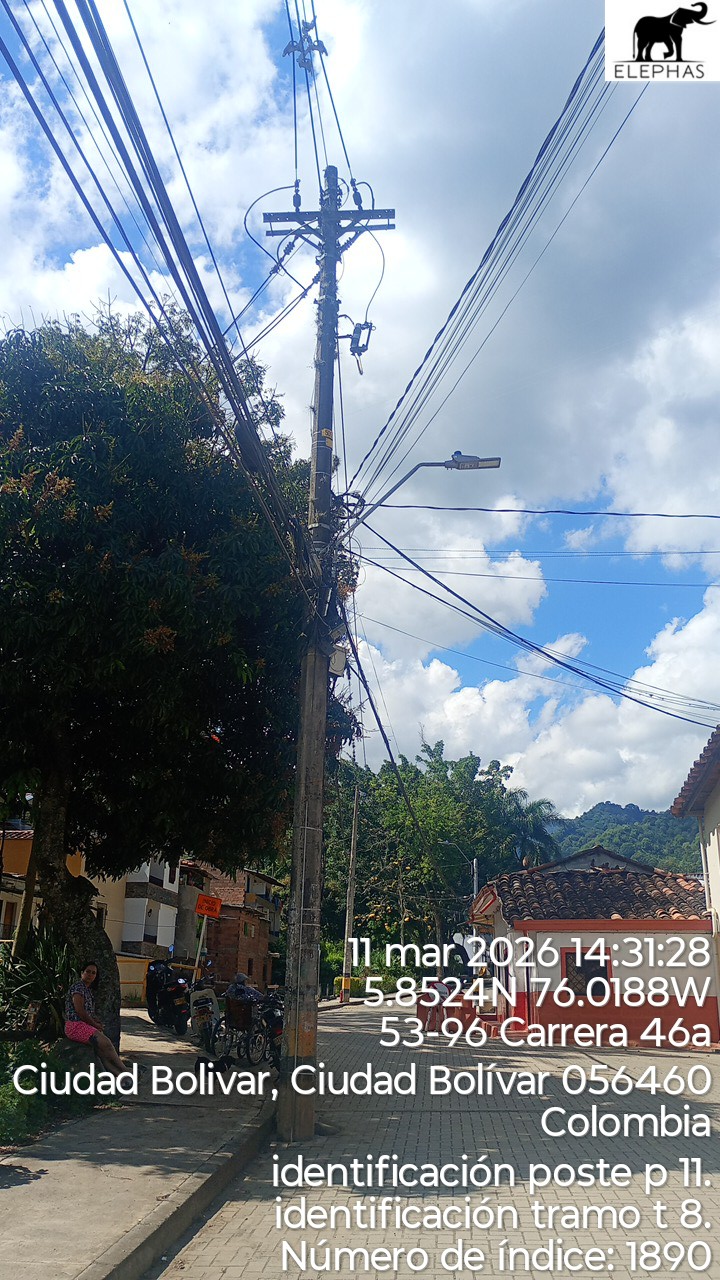 ELEPHAS
11 mar 2026 14:31:28
5.8524N 76.0188W
53-96 Carrera 46a
Ciudad Bolivar, Ciudad Bolívar 056460
Colombia
identificación poste p 11.
identificación tramo t 8.
Número de índice: 1890